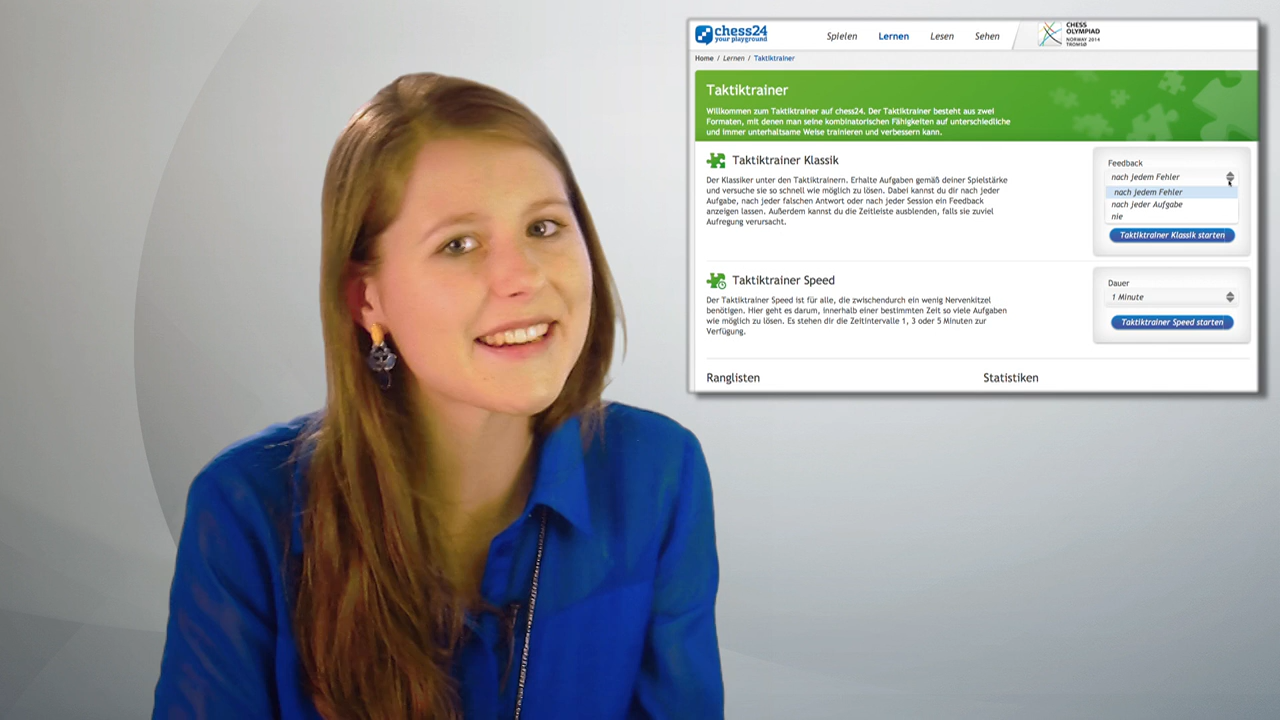 chess24
your playground
Spielen Lernen Lesen Sehen
CHESS
OLYMPIAD
NORWAY 2014
TROMSØ
Home / Lernen / Taktiktrainer
Taktiktrainer
Willkommen zum Taktiktrainer auf chess24. Der Taktiktrainer besteht aus zwei
Formaten, mit denen man seine kombinatorischen Fähigkeiten auf unterschiedliche
und immer unterhaltsame Weise trainieren und verbessern kann.
Taktiktrainer Klassik
Der Klassiker unter den Taktiktrainern. Erhalte Aufgaben gemäß deiner Spielstärke
und versuche sie so schnell wie möglich zu lösen. Dabei kannst du dir nach jeder
Aufgabe, nach jeder falschen Antwort oder nach jeder Session ein Feedback
anzeigen lassen. Außerdem kannst du die Zeitleiste ausblenden, falls sie zuviel
Aufregung verursacht.
Feedback
nach jedem Fehler
nach jedem Fehler
nach jeder Aufgabe
nie
Taktiktrainer Klassik starten
Taktiktrainer Speed
Der Taktiktrainer Speed ist für alle, die zwischendurch ein wenig Nervenkitzel
benötigen. Hier geht es darum, innerhalb einer bestimmten Zeit so viele Aufgaben
wie möglich zu lösen. Es stehen dir die Zeitintervalle 1, 3 oder 5 Minuten zur
Verfügung.
Dauer
1 Minute
Taktiktrainer Speed starten
Ranglisten
Statistiken